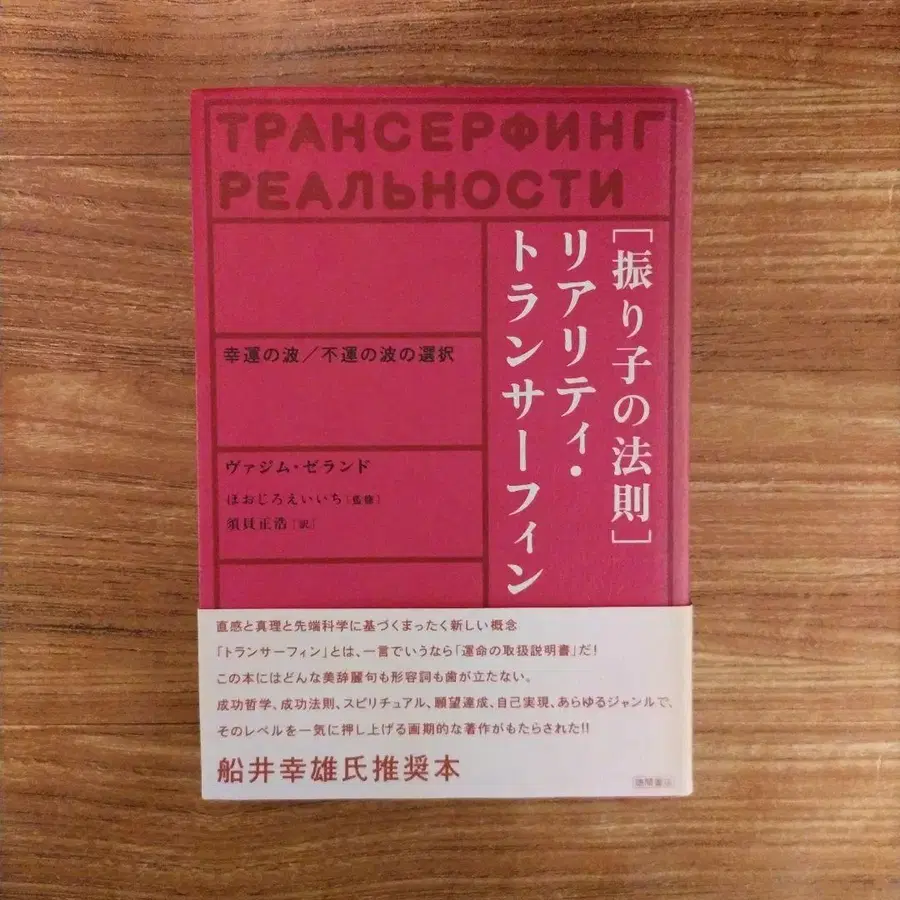 ТРАНСЕРФИНГ
РЕАЛЬНОСТИ
［振り子の法則］
リアリティ・
トランサーフィン
幸運の波／不運の波の選択
ヴァジム・ゼランド
ほおじろえいいち［監修］
須貝正浩［訳］
直感と真理と先端科学に基づくまったく新しい概念
「トランサーフィン」とは、一言でいうなら「運命の取扱説明書」だ！
この本にはどんな美辞麗句も形容詞も歯が立たない。
成功哲学、成功法則、スピリチュアル、願望達成、自己実現、あらゆるジャンルで、
そのレベルを一気に押し上げる画期的な著作がもたらされた!!
船井幸雄氏推奨本
徳間書店